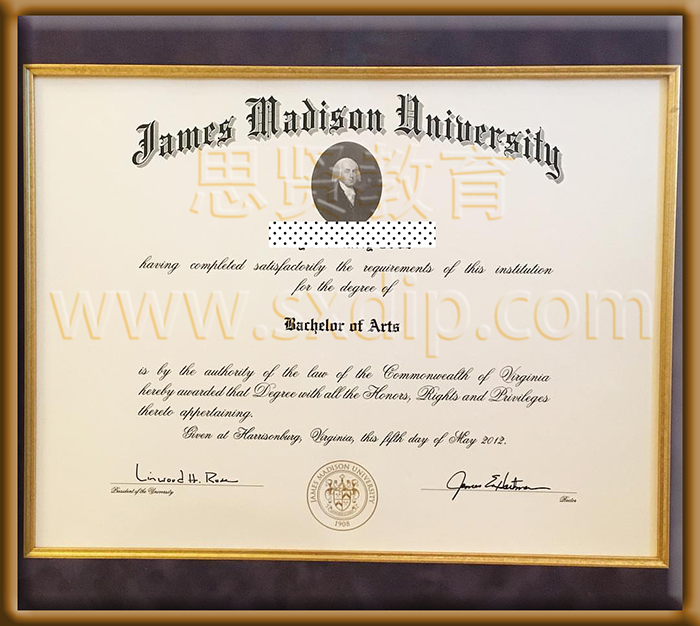 James Madison University
思贤教育
having completed satisfactorily the requirements of this institution
for the degree of
www.sxdip.com
Bachelor of Arts
is by the authority of the law of the Commonwealth of Virginia
hereby awarded that Degree with all the Honors, Rights and Privileges
thereto appertaining.
Given at Harrisonburg, Virginia, this fifth day of May 2012.
Linwood H. Rose
President of the University
JAMES MADISON UNIVERSITY
1908
Rector